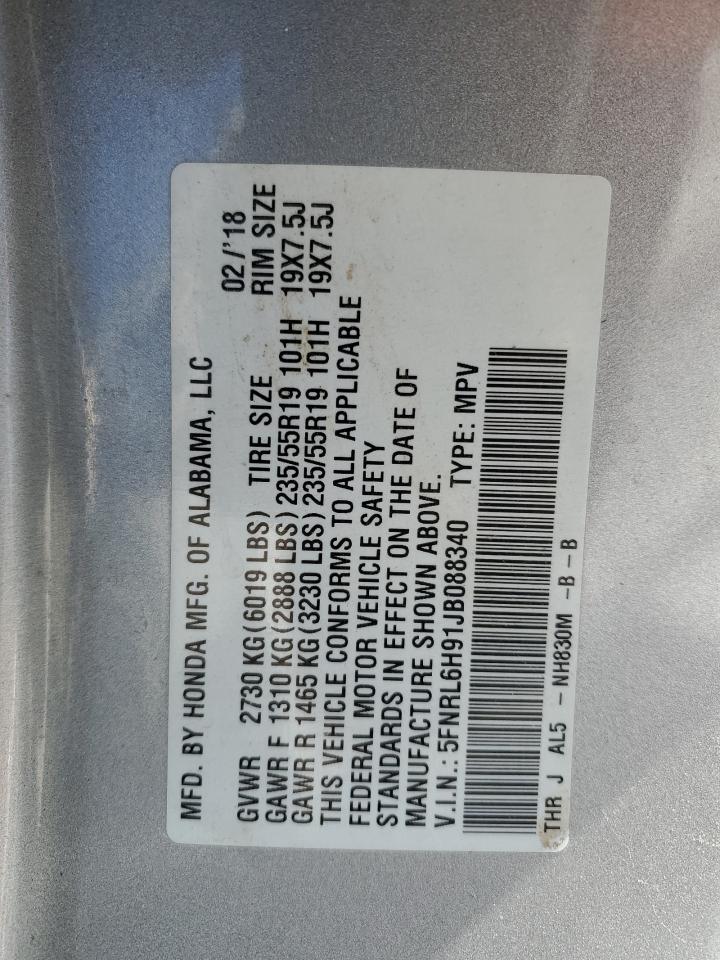 MFD. BY HONDA MFG. OF ALABAMA, LLC
02/'18
GVWR 2730 KG(6019 LBS) TIRE SIZE RIM SIZE
GAWR F 1310 KG(2888 LBS)235/55R19 101H 19X7.5J
GAWR R 1465 KG(3230 LBS)235/55R19 101H 19X7.5J
THIS VEHICLE CONFORMS TO ALL APPLICABLE
FEDERAL MOTOR VEHICLE SAFETY
STANDARDS IN EFFECT ON THE DATE OF
MANUFACTURE SHOWN ABOVE.
V.I.N.: 5FNRL6H91JB088340 TYPE: MPV
THR J AL5 - NH830M -B-B